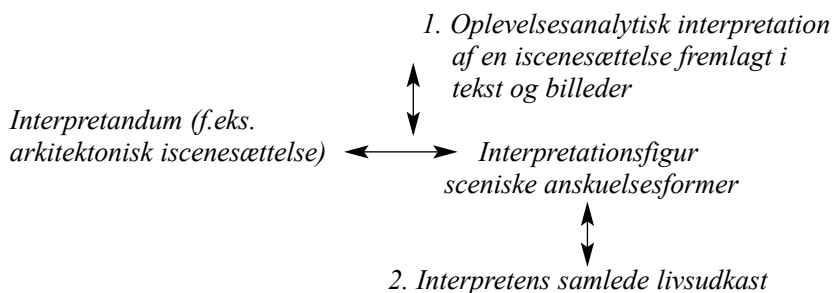 1. Oplevelsesanalytisk interpretation
af en iscenesættelse fremlagt i
tekst og billeder
Interpretandum (f.eks.
arkitektonisk iscenesættelse)
Interpretationsfigur
sceniske anskuelsesformer
2. Interpretens samlede livsudkast